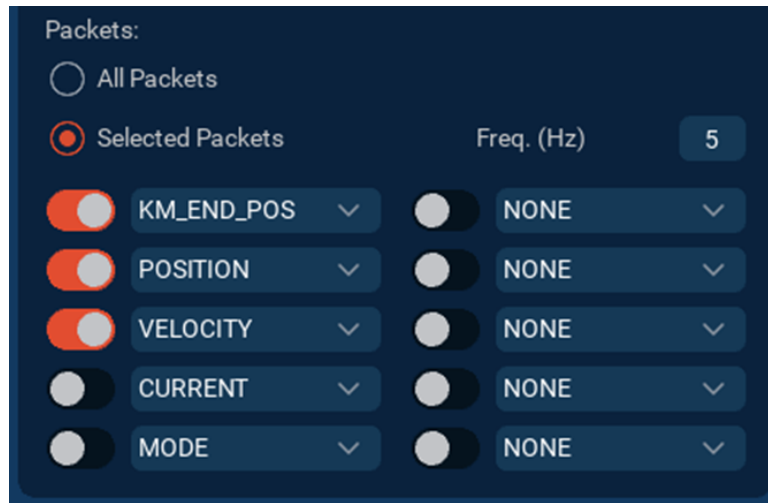 Packets:
All Packets
Selected Packets Freq. (Hz) 5
KM_END_POS NONE
POSITION NONE
VELOCITY NONE
CURRENT NONE
MODE NONE